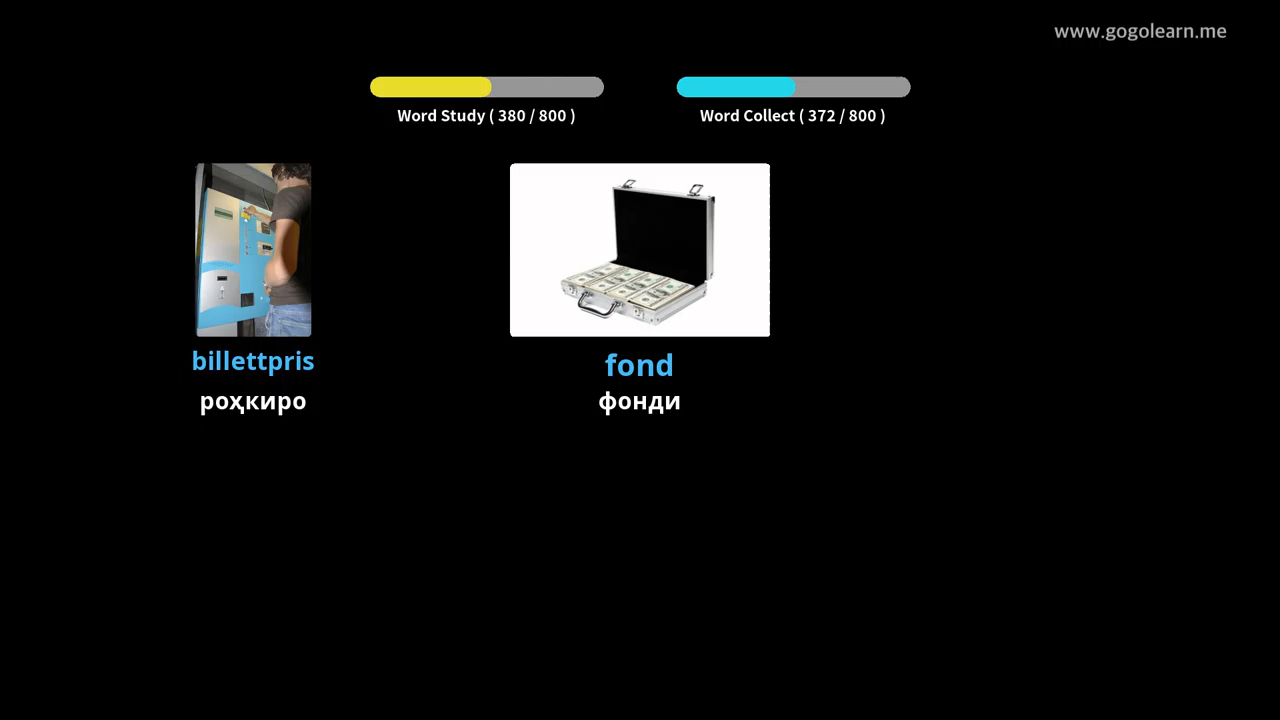 www.gogolearn.me
Word Study ( 380 / 800 )
Word Collect ( 372 / 800 )
billettpris
роҳкиро
fond
фонди